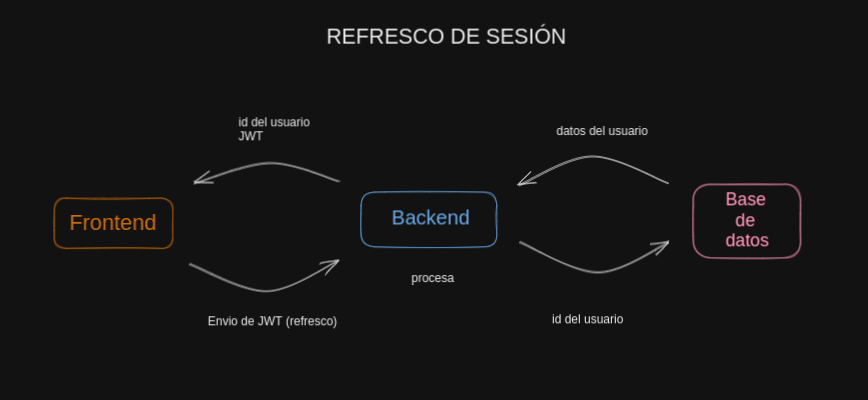 REFRESCO DE SESIÓN
id del usuario
JWT
datos del usuario
Frontend
Backend
Base
de
datos
procesa
Envio de JWT (refresco)
id del usuario